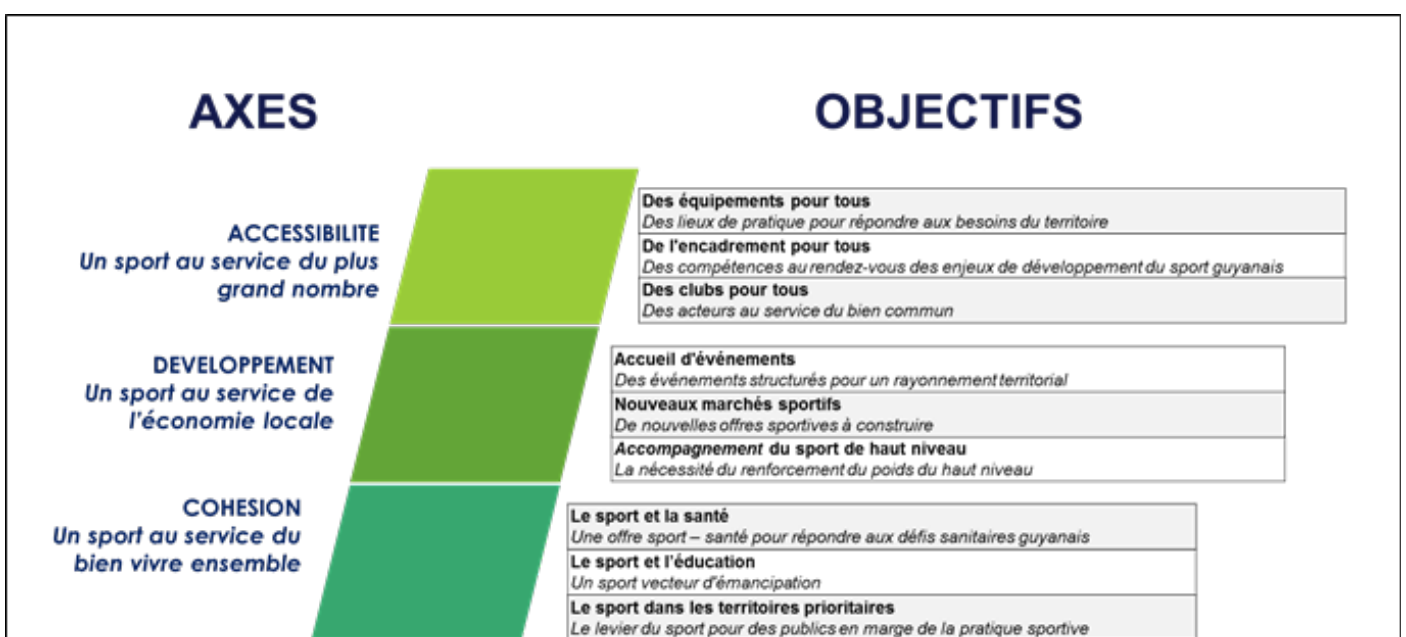 AXES
OBJECTIFS
ACCESSIBILITE
Un sport au service du plus
grand nombre
Des équipements pour tous
Des lieux de pratique pour répondre aux besoins du territoire
De l'encadrement pour tous
Des compétences au rendez-vous des enjeux de développement du sport guyanais
Des clubs pour tous
Des acteurs au service du bien commun
DEVELOPPEMENT
Un sport au service de
l'économie locale
Accueil d'événements
Des événements structurés pour un rayonnement territorial
Nouveaux marchés sportifs
De nouvelles offres sportives à construire
Accompagnement du sport de haut niveau
La nécessité du renforcement du poids du haut niveau
COHESION
Un sport au service du
bien vivre ensemble
Le sport et la santé
Une offre sport – santé pour répondre aux défis sanitaires guyanais
Le sport et l'éducation
Un sport vecteur d'émancipation
Le sport dans les territoires prioritaires
Le levier du sport pour des publics en marge de la pratique sportive